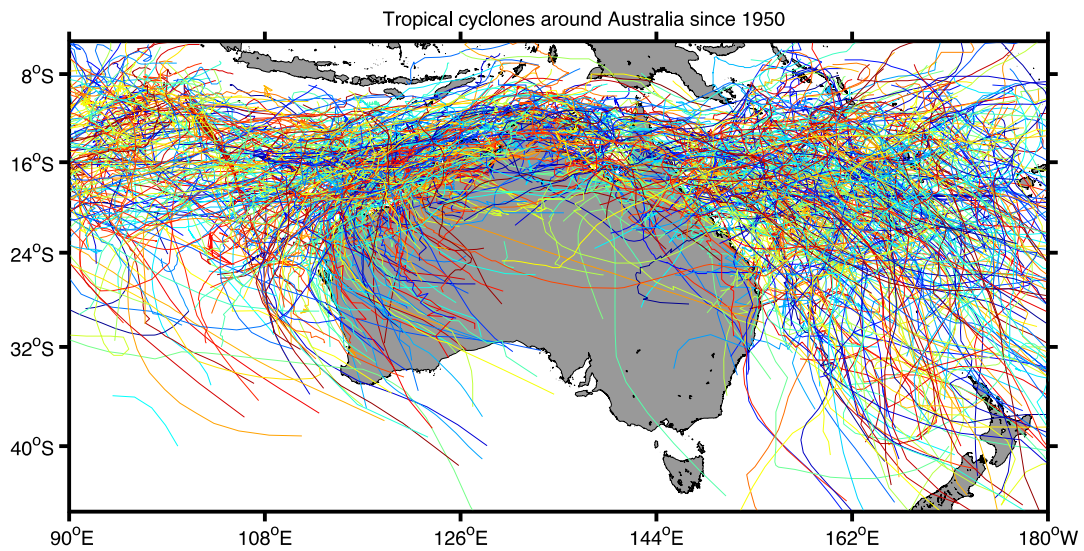 Tropical cyclones around Australia since 1950
8°S
16°S
24°S
32°S
40°S
90°E 108°E 126°E 144°E 162°E 180°W